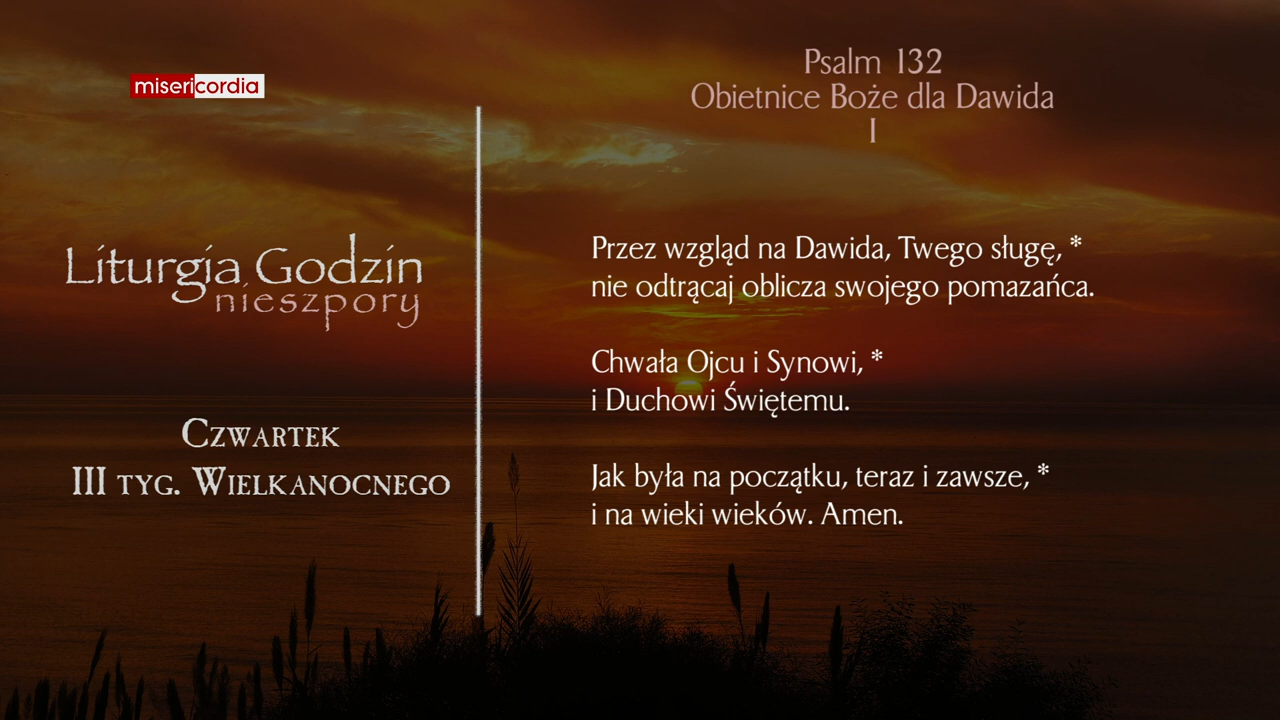 misericordia
Liturgia Godzin
nieszpory
Czwartek
III tyg. Wielkanocnego
Psalm 132
Obietnice Boże dla Dawida
I
Przez wzgląd na Dawida, Twego sługę, *
nie odtrącaj oblicza swojego pomazańca.
Chwała Ojcu i Synowi, *
i Duchowi Świętemu.
Jak była na początku, teraz i zawsze, *
i na wieki wieków. Amen.